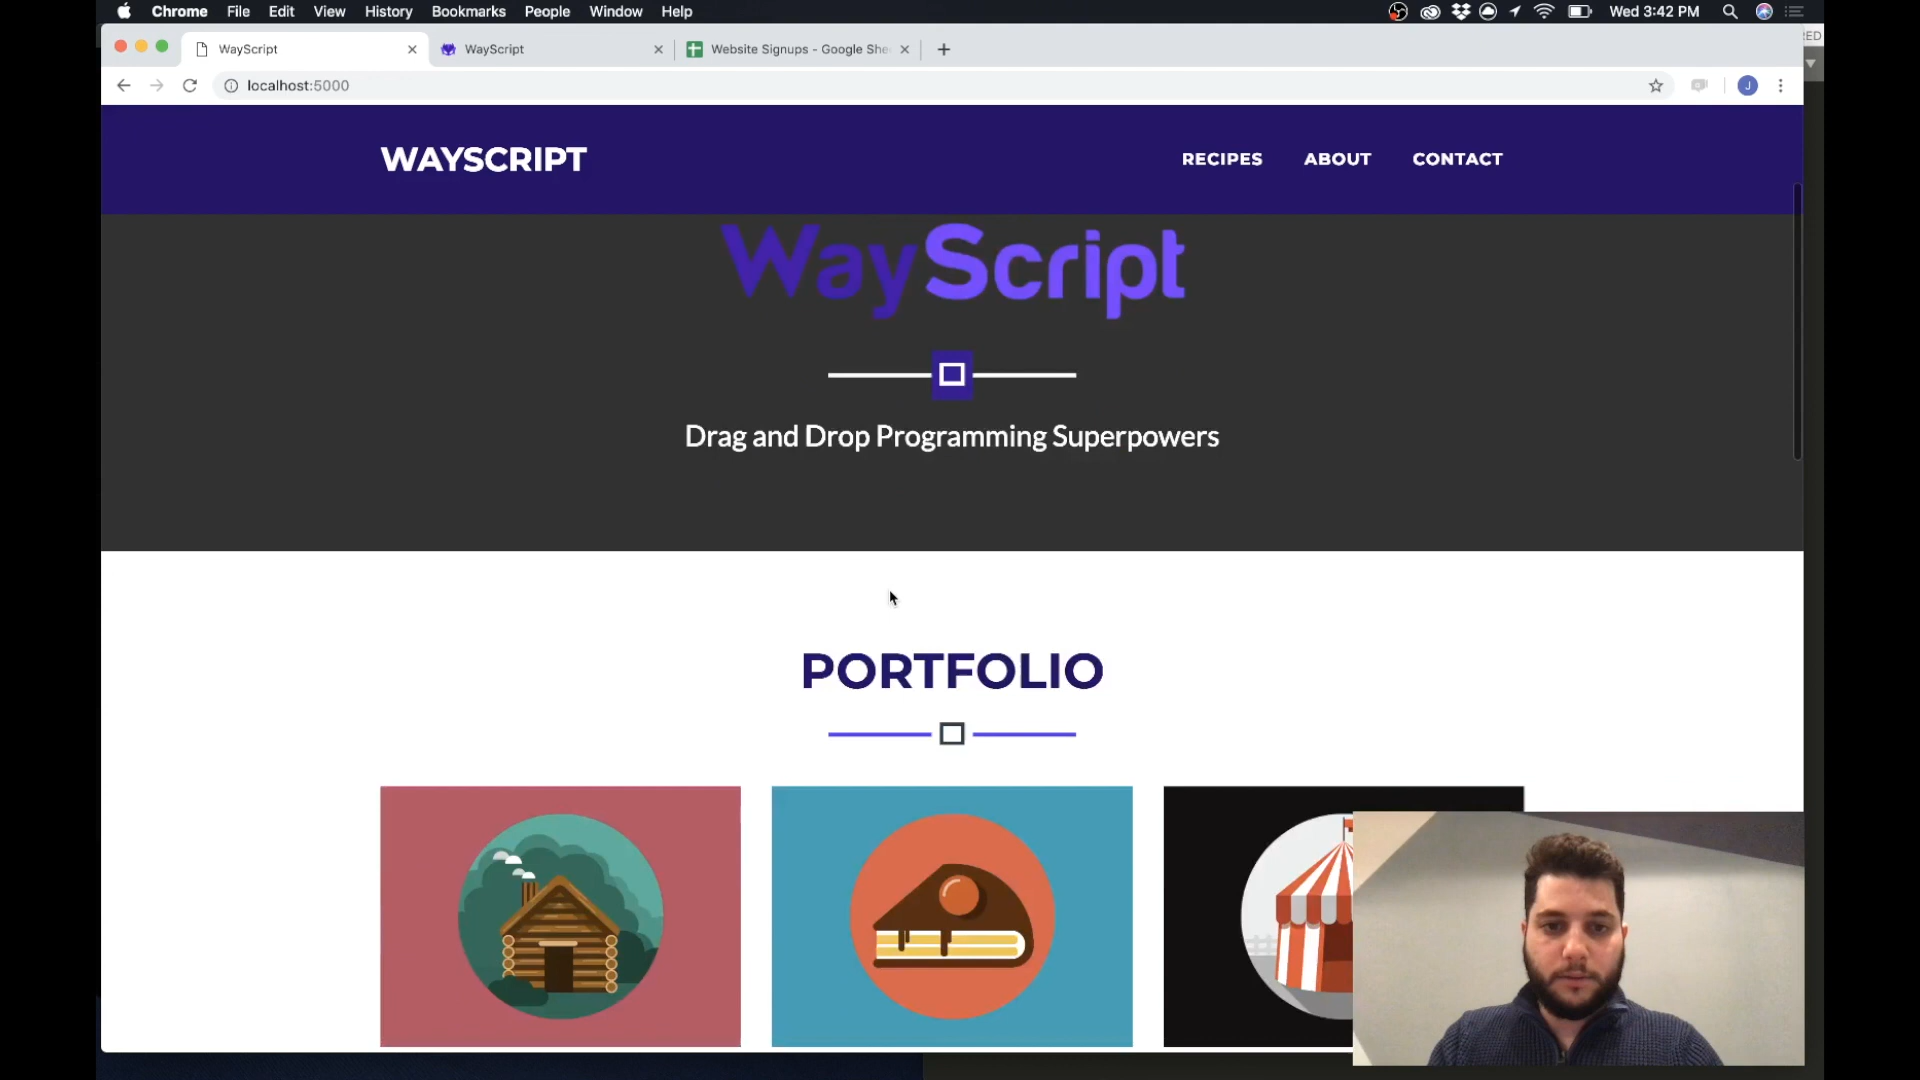 Chrome File Edit View History Bookmarks People Window Help Wed 3:42 PM
WayScript WayScript Website Signups - Google She
localhost:5000 J
WAYSCRIPT RECIPES ABOUT CONTACT
WayScript
Drag and Drop Programming Superpowers
PORTFOLIO